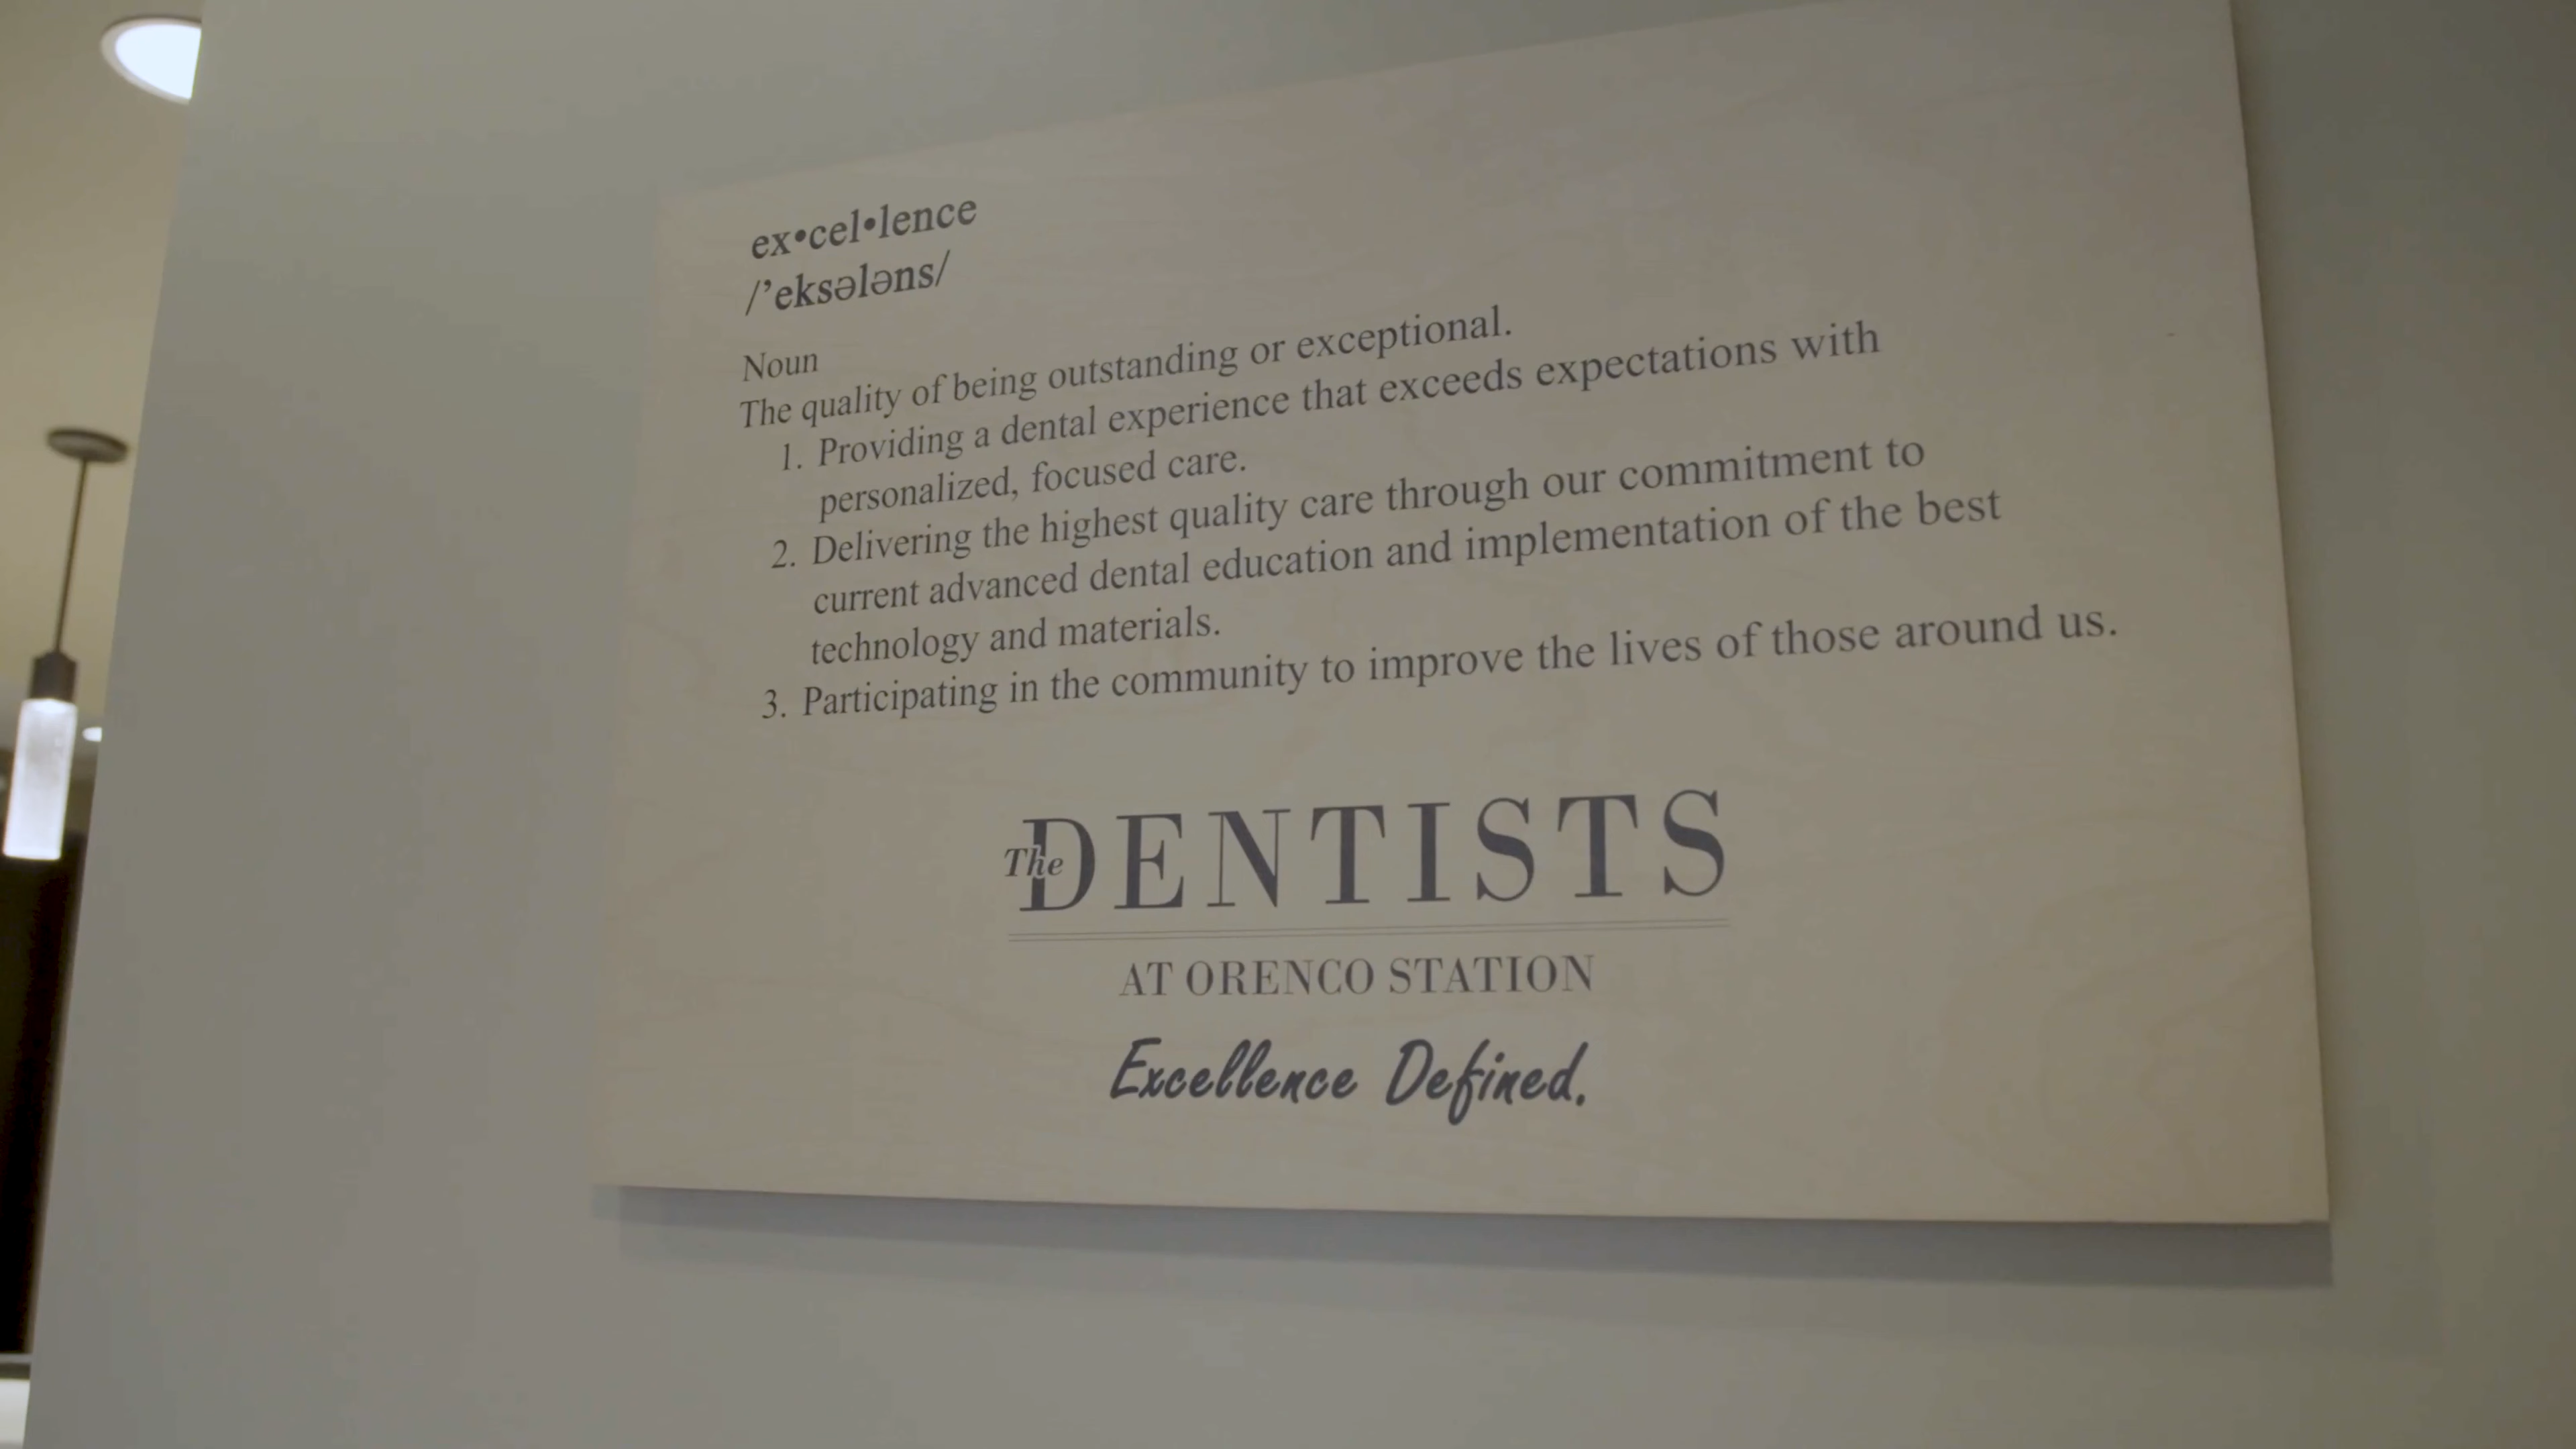 ex•cel•lence
/’eksələns/
Noun
The quality of being outstanding or exceptional.
1. Providing a dental experience that exceeds expectations with
personalized, focused care.
2. Delivering the highest quality care through our commitment to
current advanced dental education and implementation of the best
technology and materials.
3. Participating in the community to improve the lives of those around us.
The DENTISTS
AT ORENCO STATION
Excellence Defined.